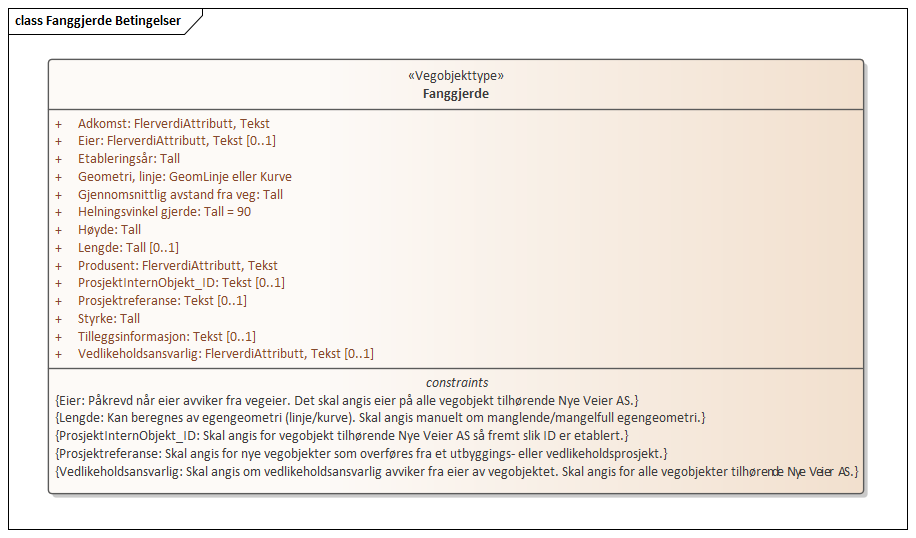 class Fanggjerde Betingelser
«Vegobjekttype»
Fanggjerde
+ Adkomst: FlerverdiAttributt, Tekst
+ Eier: FlerverdiAttributt, Tekst [0..1]
+ Etableringsår: Tall
+ Geometri, linje: GeomLinje eller Kurve
+ Gjennomsnittlig avstand fra veg: Tall
+ Helningsvinkel gjerde: Tall = 90
+ Høyde: Tall
+ Lengde: Tall [0..1]
+ Produsent: FlerverdiAttributt, Tekst
+ ProsjektInternObjekt_ID: Tekst [0..1]
+ Prosjektreferanse: Tekst [0..1]
+ Styrke: Tall
+ Tilleggsinformasjon: Tekst [0..1]
+ Vedlikeholdsansvarlig: FlerverdiAttributt, Tekst [0..1]
constraints
{Eier: Påkrevd når eier avviker fra vegeier. Det skal angis eier på alle vegobjekt tilhørende Nye Veier AS.}
{Lengde: Kan beregnes av egengeometri (linje/kurve). Skal angis manuelt om manglende/mangelfull egengeometri.}
{ProsjektInternObjekt_ID: Skal angis for vegobjekt tilhørende Nye Veier AS så fremt slik ID er etablert.}
{Prosjektreferanse: Skal angis for nye vegobjekter som overføres fra et utbyggings- eller vedlikeholdsprosjekt.}
{Vedlikeholdsansvarlig: Skal angis om vedlikeholdsansvarlig avviker fra eier av vegobjektet. Skal angis for alle vegobjekter tilhørende Nye Veier AS.}